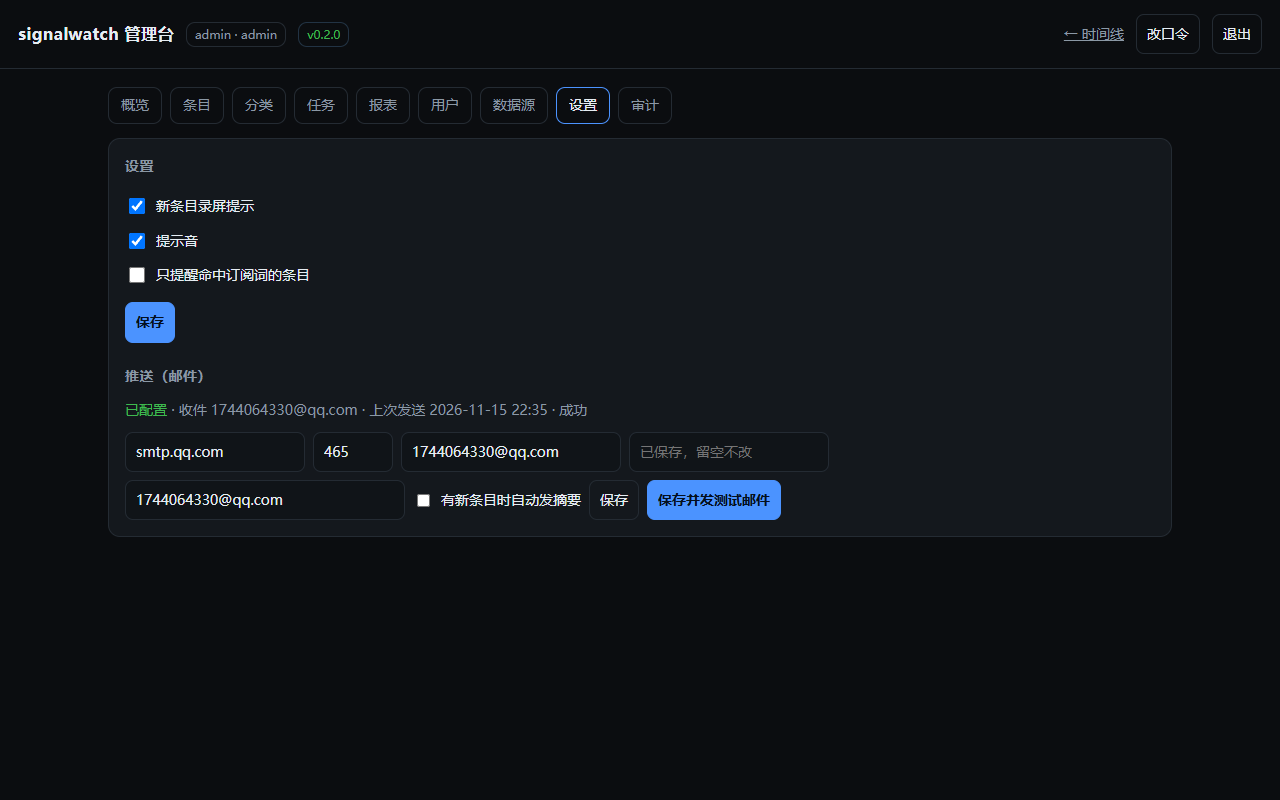 signalwatch 管理台 admin · admin v0.2.0 ← 时间线 改口令 退出
概览 条目 分类 任务 报表 用户 数据源 设置 审计
设置
新条目录屏提示
提示音
只提醒命中订阅词的条目
保存
推送（邮件）
已配置 · 收件 1744064330@qq.com · 上次发送 2026-11-15 22:35 · 成功
smtp.qq.com 465 1744064330@qq.com 已保存，留空不改
1744064330@qq.com 有新条目时自动发摘要 保存 保存并发测试邮件